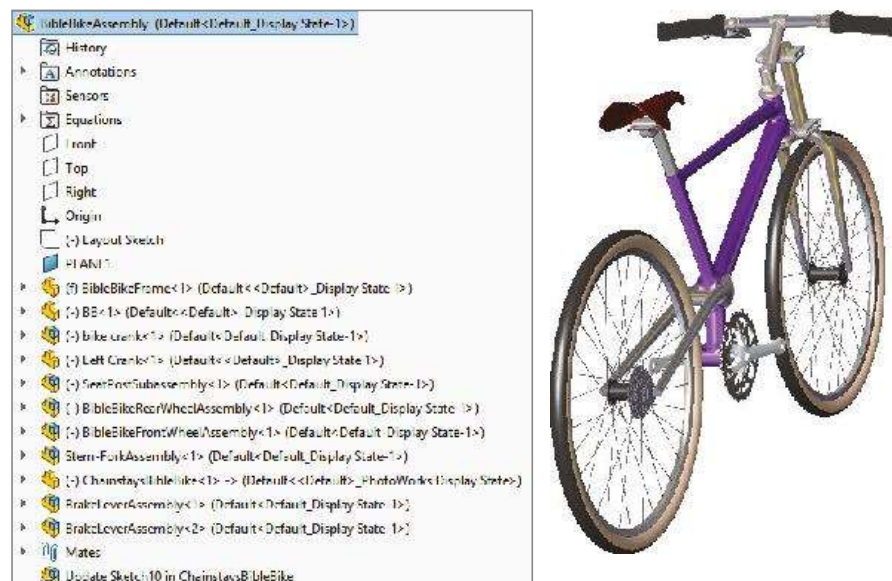 BibleBikeAssembly (Default<Default_Display State-1>)
History
Annotations
Sensors
Equations
Front
Top
Right
Origin
(-) Layout Sketch
PLANE1
(f) BibleBikeFrame<1> (Default<<Default>_Display State 1>)
(-) BB<1> (Default<<Default>_Display State 1>)
(-) bike crank<1> (Default<Default_Display State-1>)
(-) Left Crank<1> (Default<<Default>_Display State 1>)
(-) SeatPostSubassembly<1> (Default<Default_Display State-1>)
(-) BibleBikeRearWheelAssembly<1> (Default<Default_Display State-1>)
(-) BibleBikeFrontWheelAssembly<1> (Default<Default_Display State-1>)
Stem-ForkAssembly<1> (Default<Default_Display State-1>)
(-) ChainstaysBibleBike<1> -> (Default<<Default>_PhotoWorks Display State>)
BrakeLeverAssembly<1> (Default<Default_Display State-1>)
BrakeLeverAssembly<2> (Default<Default_Display State-1>)
Mates
Update Sketch10 in ChainstaysBibleBike